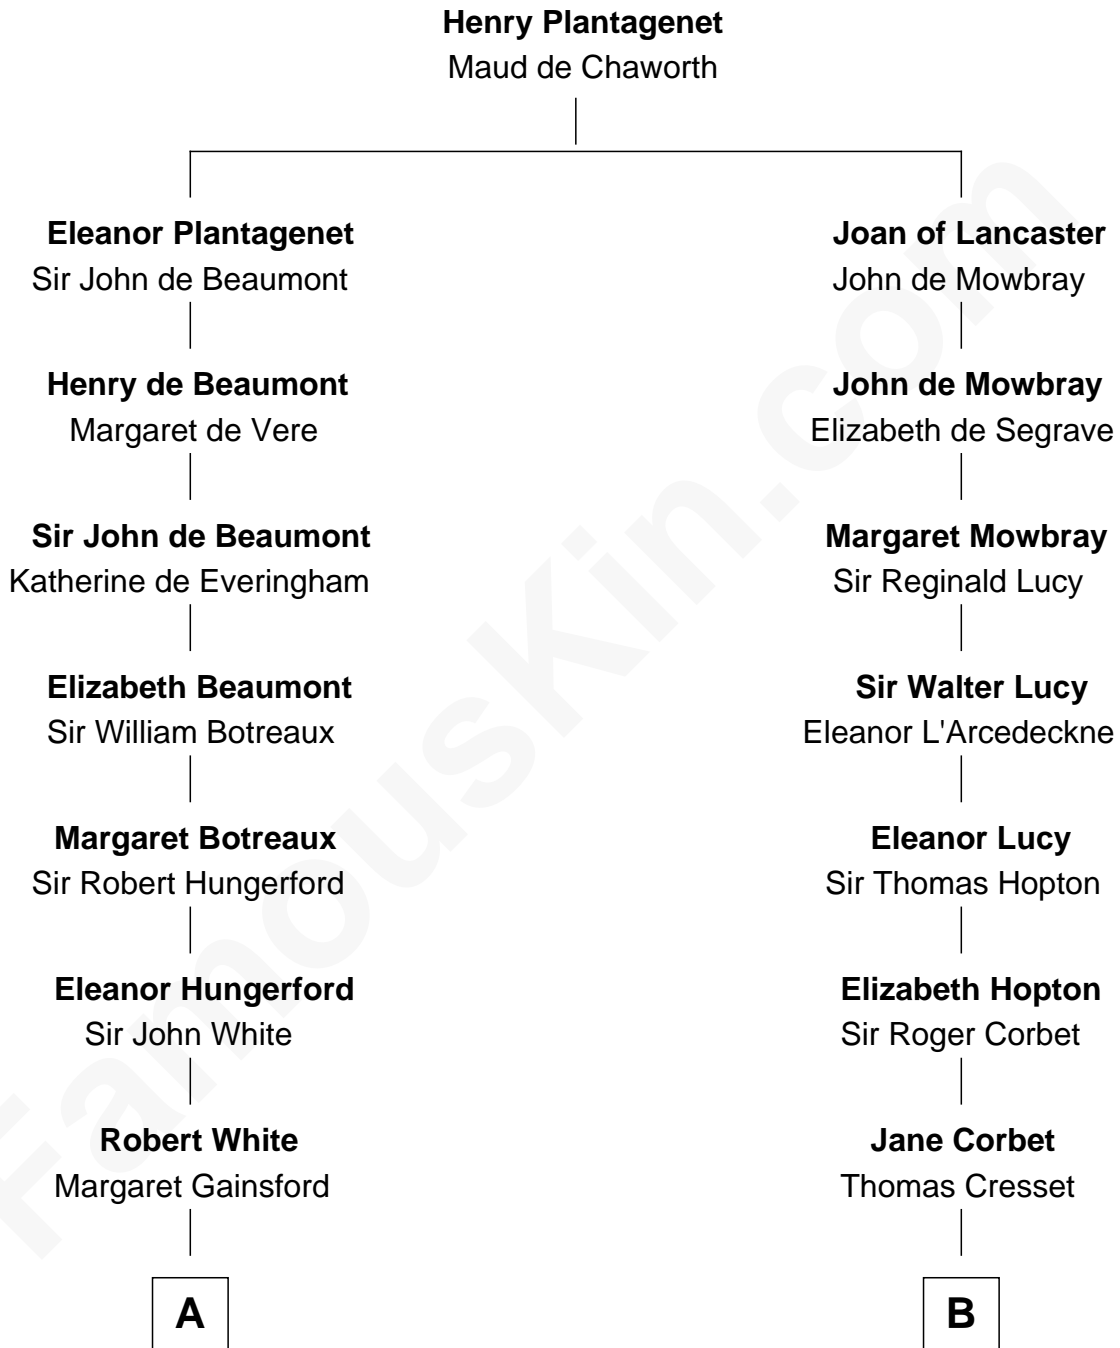 Henry Plantagenet
Maud de Chaworth
Eleanor Plantagenet
Sir John de Beaumont
Joan of Lancaster
John de Mowbray
Henry de Beaumont
Margaret de Vere
John de Mowbray
Elizabeth de Segrave
Sir John de Beaumont
Katherine de Everingham
Margaret Mowbray
Sir Reginald Lucy
Elizabeth Beaumont
Sir William Botreaux
Sir Walter Lucy
Eleanor L'Arcedeckne
Margaret Botreaux
Sir Robert Hungerford
Eleanor Lucy
Sir Thomas Hopton
Eleanor Hungerford
Sir John White
Elizabeth Hopton
Sir Roger Corbet
Robert White
Margaret Gainsford
Jane Corbet
Thomas Cresset
A
B
FamousKin.com